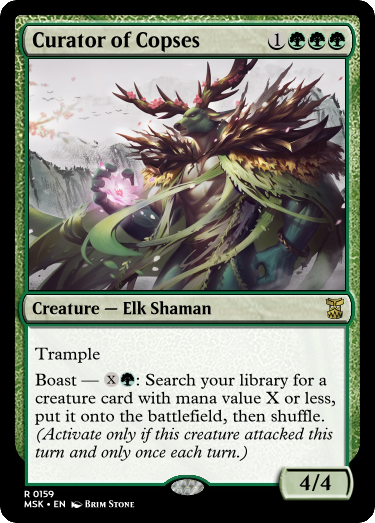 Curator of Copses 1
Creature — Elk Shaman
Trample
Boast — X: Search your library for a
creature card with mana value X or less,
put it onto the battlefield, then shuffle.
(Activate only if this creature attacked this
turn and only once each turn.)
4/4
R 0159
MSK • EN BRIM STONE